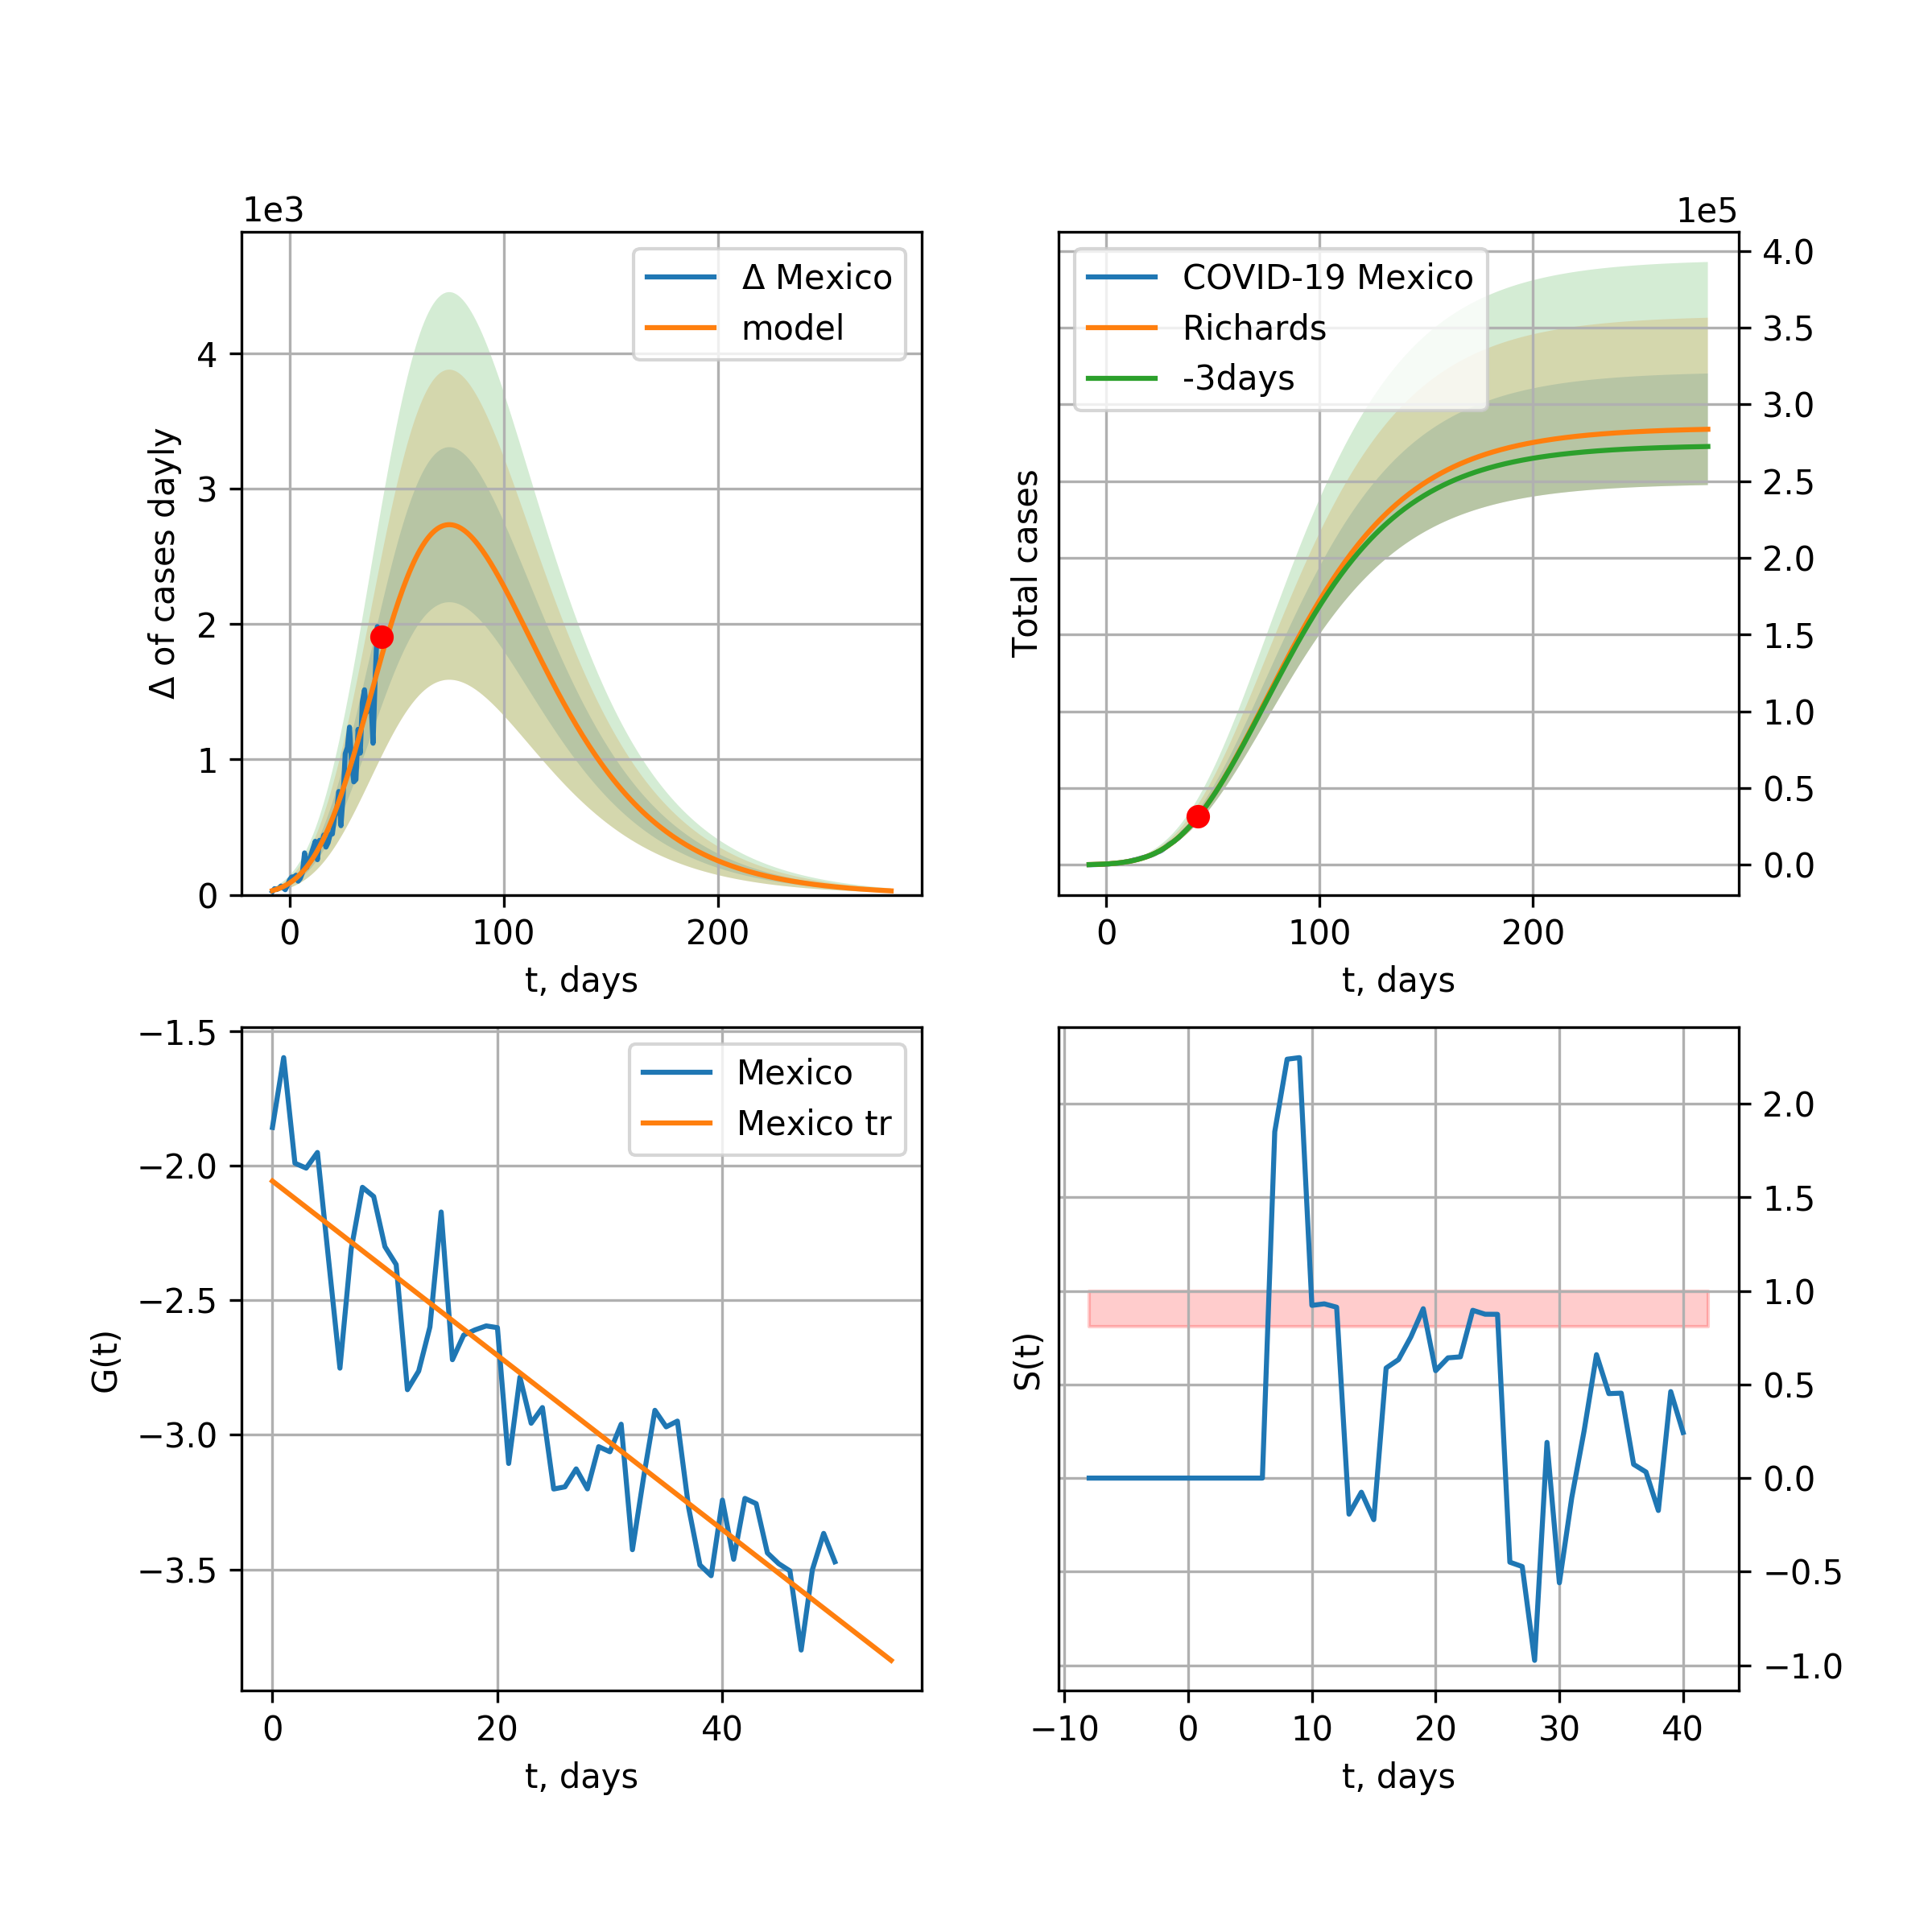 1e3
Δ of cases dayly
4
3
2
1
0
Δ Mexico
model
0 100 200
t, days
1e5
Total cases
COVID-19 Mexico
Richards
-3days
4.0
3.5
3.0
2.5
2.0
1.5
1.0
0.5
0.0
0 100 200
t, days
G(t)
−1.5
−2.0
−2.5
−3.0
−3.5
Mexico
Mexico tr
0 20 40
t, days
S(t)
2.0
1.5
1.0
0.5
0.0
−0.5
−1.0
−10 0 10 20 30 40
t, days